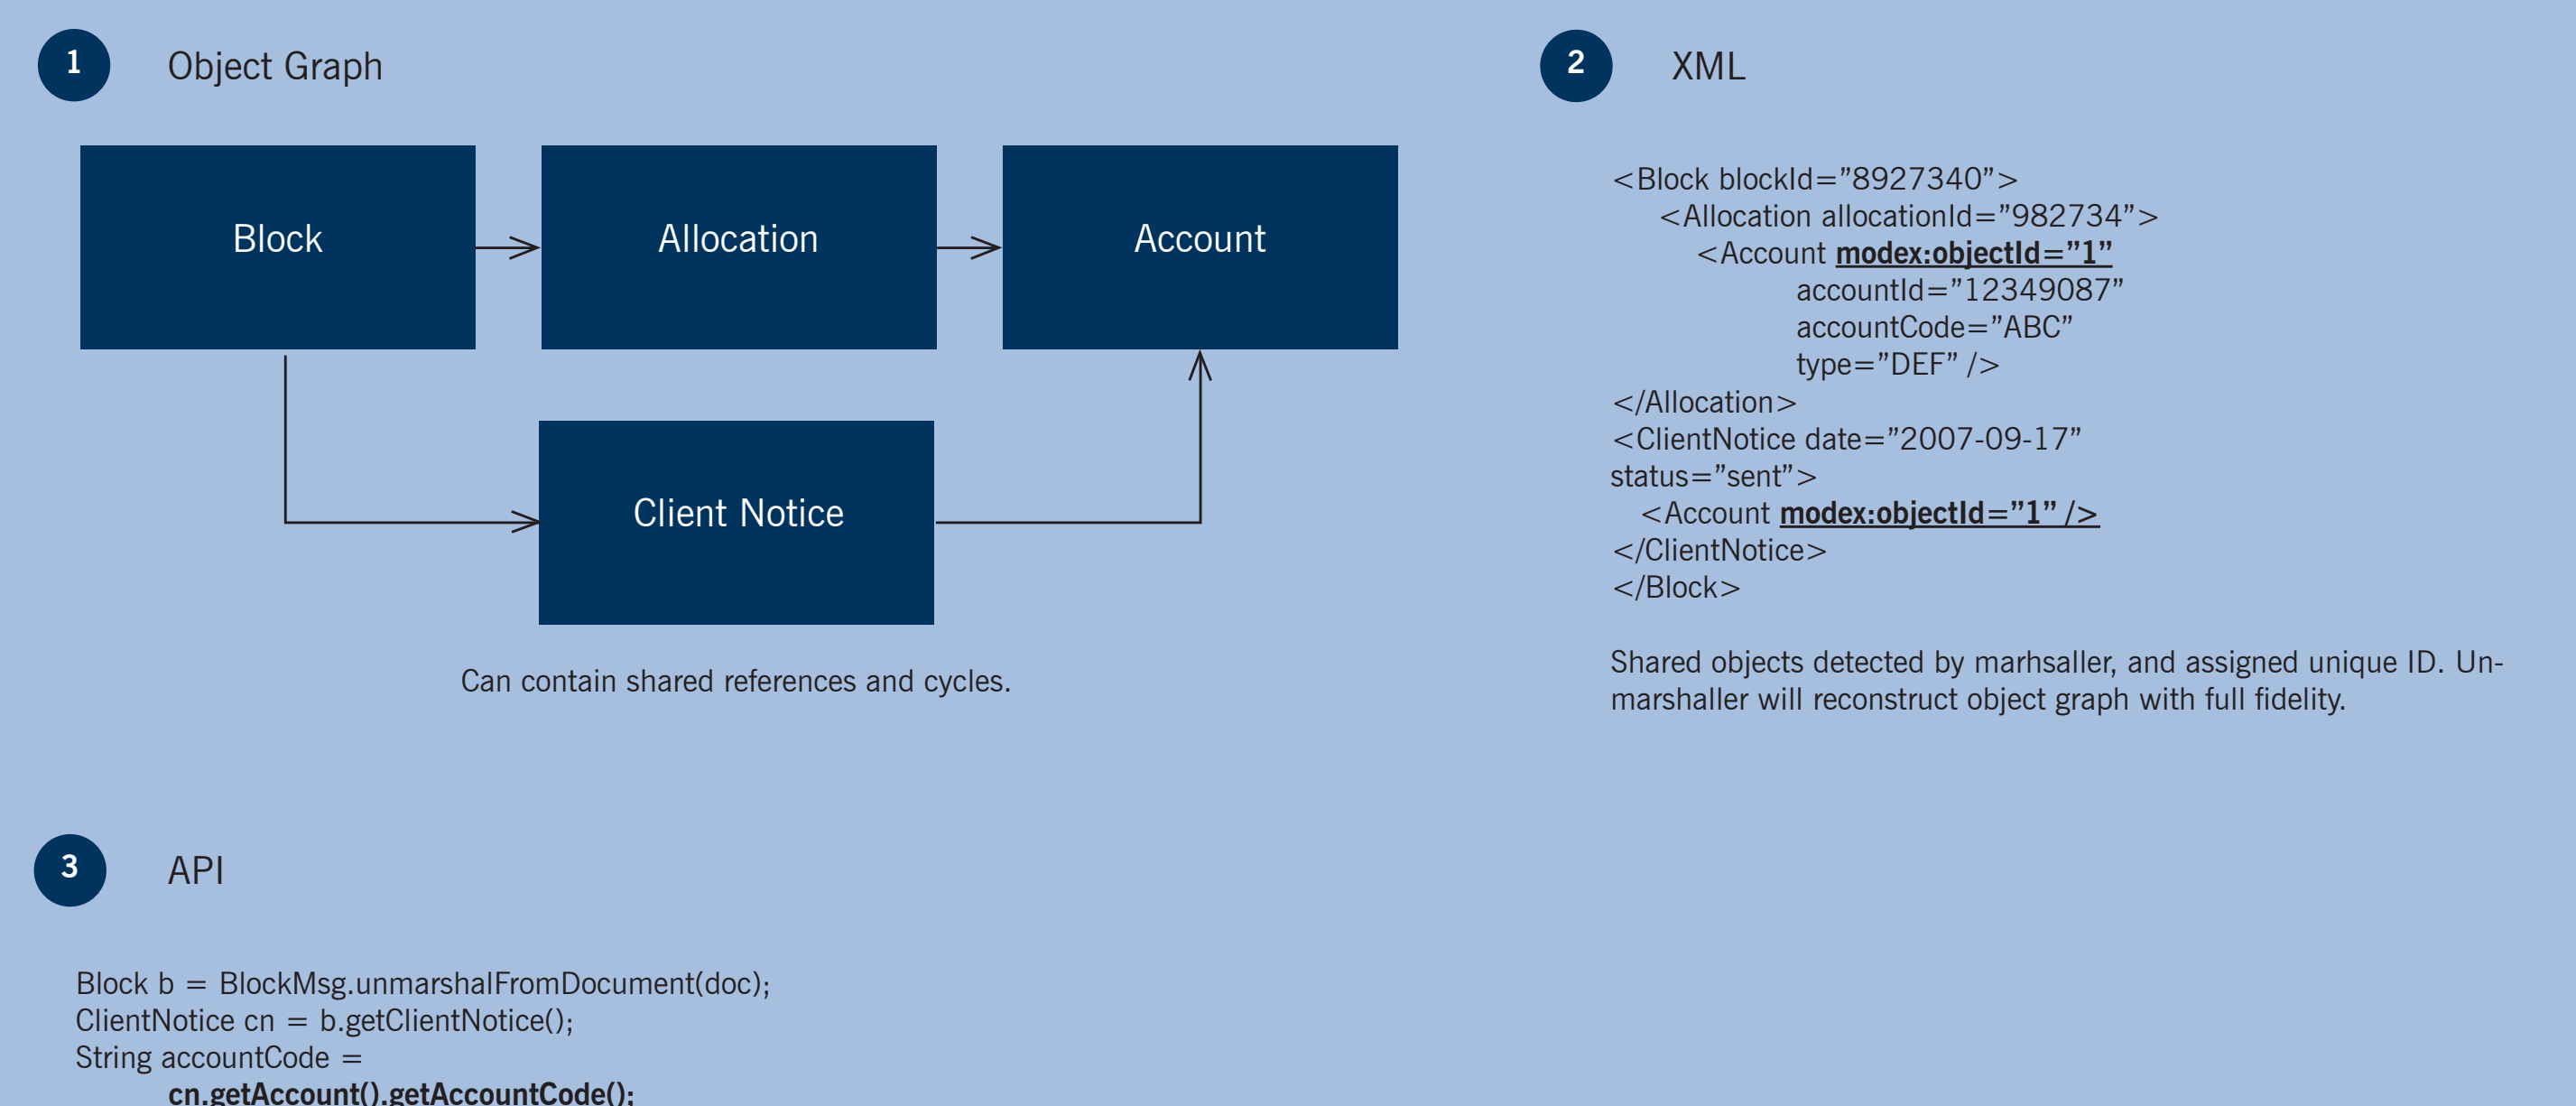 1
Object Graph
Block
Allocation
Account
Client Notice
Can contain shared references and cycles.
2
XML
<Block blockId=”8927340”>
<Allocation allocationId=”982734”>
<Account modex:objectId=”1”
accountId=”12349087”
accountCode=”ABC”
type=”DEF” />
</Allocation>
<ClientNotice date=”2007-09-17”
status=”sent”>
<Account modex:objectId=”1” />
</ClientNotice>
</Block>
Shared objects detected by marhsaller, and assigned unique ID. Un-
marshaller will reconstruct object graph with full fidelity.
3
API
Block b = BlockMsg.unmarshalFromDocument(doc);
ClientNotice cn = b.getClientNotice();
String accountCode =
cn.getAccount().getAccountCode();